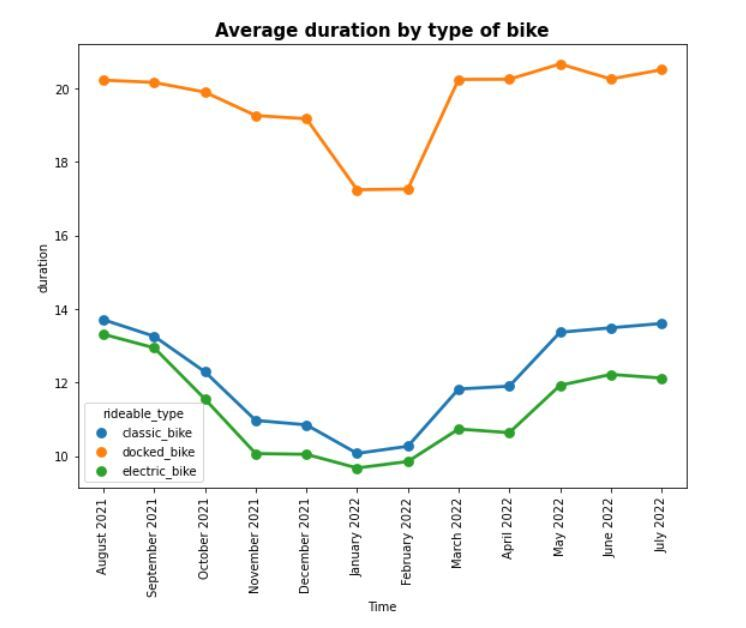 Average duration by type of bike
duration
20
18
16
14
12
10
rideable_type
classic_bike
docked_bike
electric_bike
August 2021
September 2021
October 2021
November 2021
December 2021
January 2022
February 2022
March 2022
April 2022
May 2022
June 2022
July 2022
Time